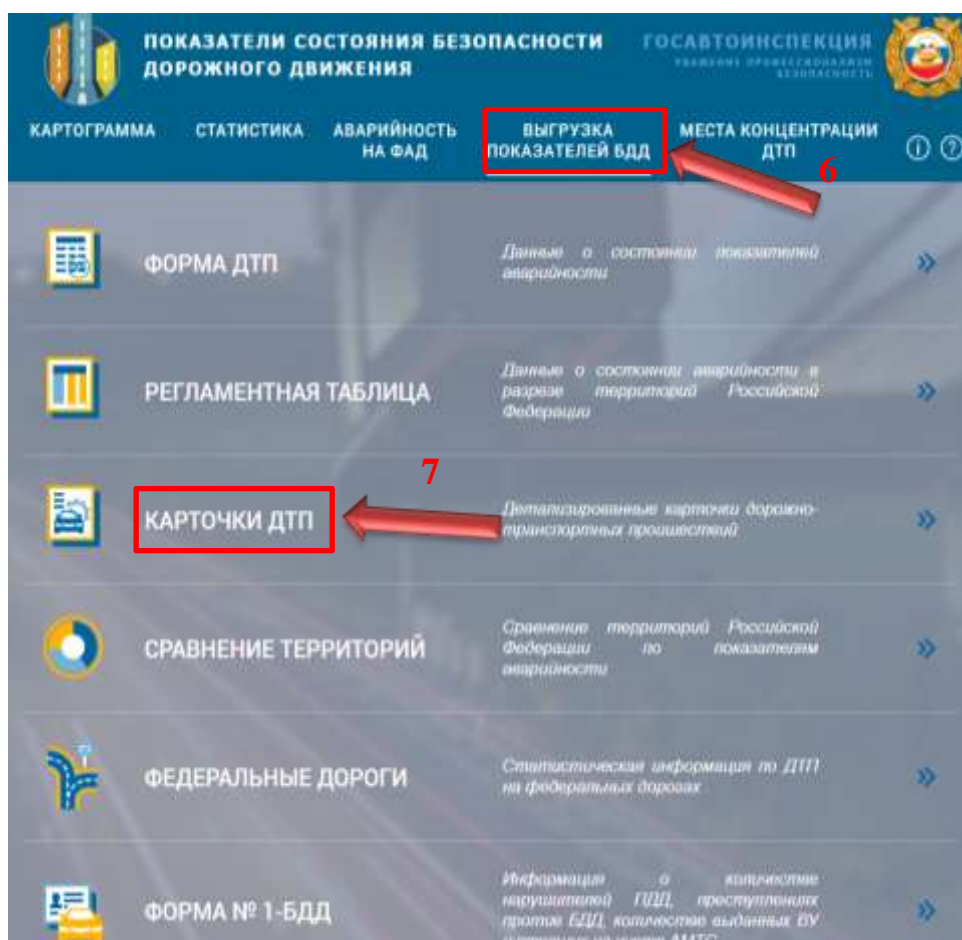 ПОКАЗАТЕЛИ СОСТОЯНИЯ БЕЗОПАСНОСТИ
ДОРОЖНОГО ДВИЖЕНИЯ
ГОСАВТОИНСПЕКЦИЯ
УВАЖЕНИЕ ПРОФЕССИОНАЛИЗМ
БЕЗОПАСНОСТЬ
КАРТОГРАММА
СТАТИСТИКА
АВАРИЙНОСТЬ
НА ФАД
ВЫГРУЗКА
ПОКАЗАТЕЛЕЙ БДД
МЕСТА КОНЦЕНТРАЦИИ
ДТП
6
ФОРМА ДТП
Данные о состоянии показателей
аварийности
РЕГЛАМЕНТНАЯ ТАБЛИЦА
Данные о состоянии аварийности в
разрезе территорий Российской
Федерации
7
КАРТОЧКИ ДТП
Детализированные карточки дорожно-
транспортных происшествий
СРАВНЕНИЕ ТЕРРИТОРИЙ
Сравнение территорий Российской
Федерации по показателям
аварийности
ФЕДЕРАЛЬНЫЕ ДОРОГИ
Статистическая информация по ДТП
на федеральных дорогах
ФОРМА № 1-БДД
Информация о количестве
нарушителей ПДД, преступлениях
против БДД, количестве выданных ВУ